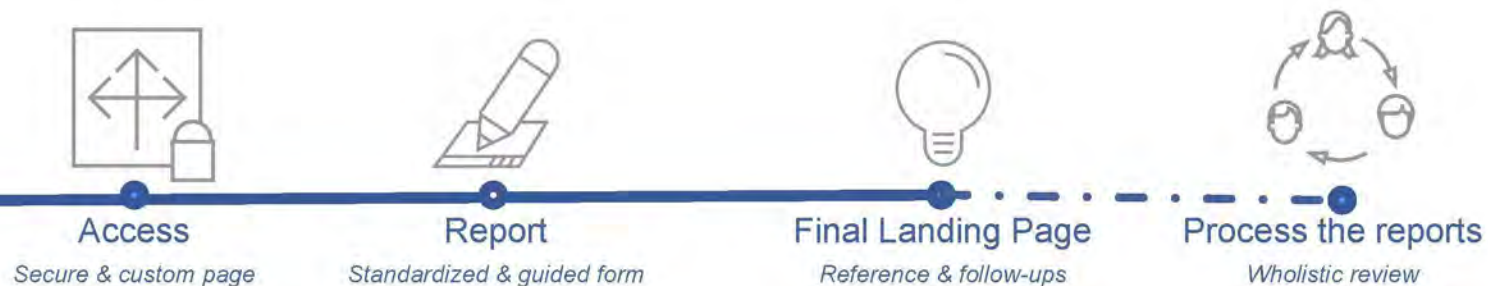 Access
Secure & custom page
Report
Standardized & guided form
Final Landing Page
Reference & follow-ups
Process the reports
Wholistic review